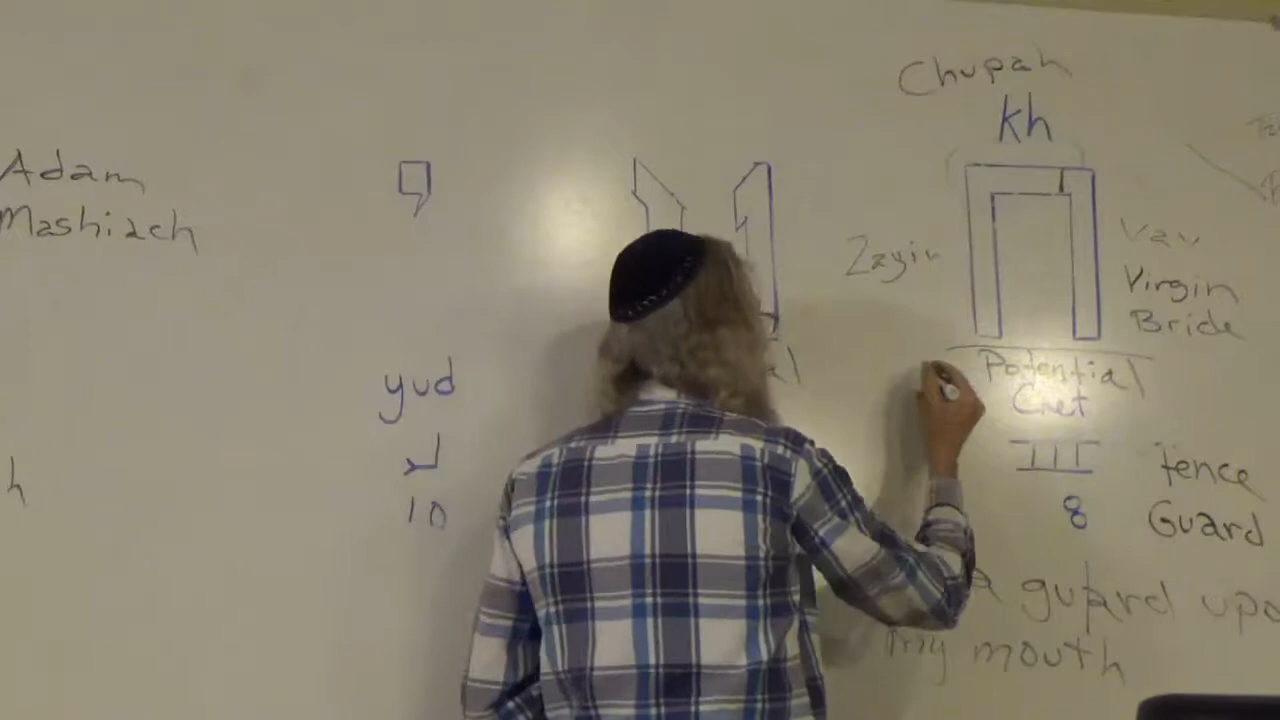 Chupah
kh
Adam
Mashiach
Zayin
Vav
Virgin
Bride
Potential
Chet
yud
10
h
8
fence
Guard
a guard upo
my mouth